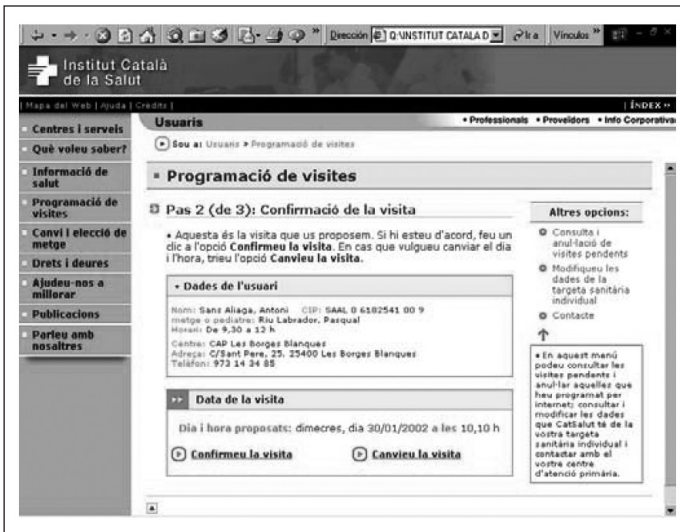 Dirección
Q:\INSTITUT CATALA D
Ir a
Vínculos »
Institut Català
de la Salut
| Mapa del Web | Ajuda | Crèdits |
| ÍNDEX »
Usuaris
• Professionals • Proveïdors • Info Corporativa
Centres i serveis
Què voleu saber?
Informació de
salut
Programació de
visites
Canvi i elecció de
metge
Drets i deures
Ajudeu-nos a
millorar
Publicacions
Parleu amb
nosaltres
Sou a: Usuaris > Programació de visites
Programació de visites
Pas 2 (de 3): Confirmació de la visita
• Aquesta és la visita que us proposem. Si hi esteu d'acord, feu un
clic a l'opció Confirmeu la visita. En cas que vulgueu canviar el dia
i l'hora, trieu l'opció Canvieu la visita.
• Dades de l'usuari
Nom: Sans Aliaga, Antoni CIP: SAAL 0 6182541 00 9
metge o pediatre: Riu Labrador, Pasqual
Horari: De 9,30 a 12 h
Centre: CAP Les Borges Blanques
Adreça: C/Sant Pere, 25, 25400 Les Borges Blanques
Telèfon: 973 14 34 85
Data de la visita
Dia i hora proposats: dimecres, dia 30/01/2002 a les 10,10 h
Confirmeu la visita
Canvieu la visita
Altres opcions:
Consulta i
anul·lació de
visites pendents
Modifiqueu les
dades de la
targeta sanitària
individual
Contacte
• En aquest menú
podeu consultar les
visites pendents i
anul·lar aquelles que
heu programat per
internet; consultar i
modificar les dades
que CatSalut té de la
vostra targeta
sanitària individual i
contactar amb el
vostre centre
d'atenció primària.